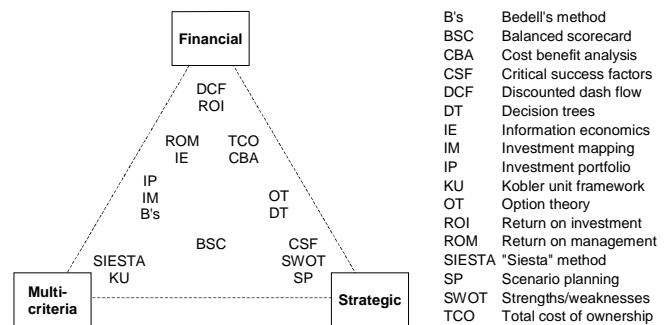 Financial
DCF
ROI
ROM
IE
TCO
CBA
IP
IM
B's
OT
DT
BSC
SIESTA
KU
CSF
SWOT
SP
Multi-
criteria
Strategic
B's Bedell's method
BSC Balanced scorecard
CBA Cost benefit analysis
CSF Critical success factors
DCF Discounted dash flow
DT Decision trees
IE Information economics
IM Investment mapping
IP Investment portfolio
KU Kobler unit framework
OT Option theory
ROI Return on investment
ROM Return on management
SIESTA "Siesta" method
SP Scenario planning
SWOT Strengths/weaknesses
TCO Total cost of ownership